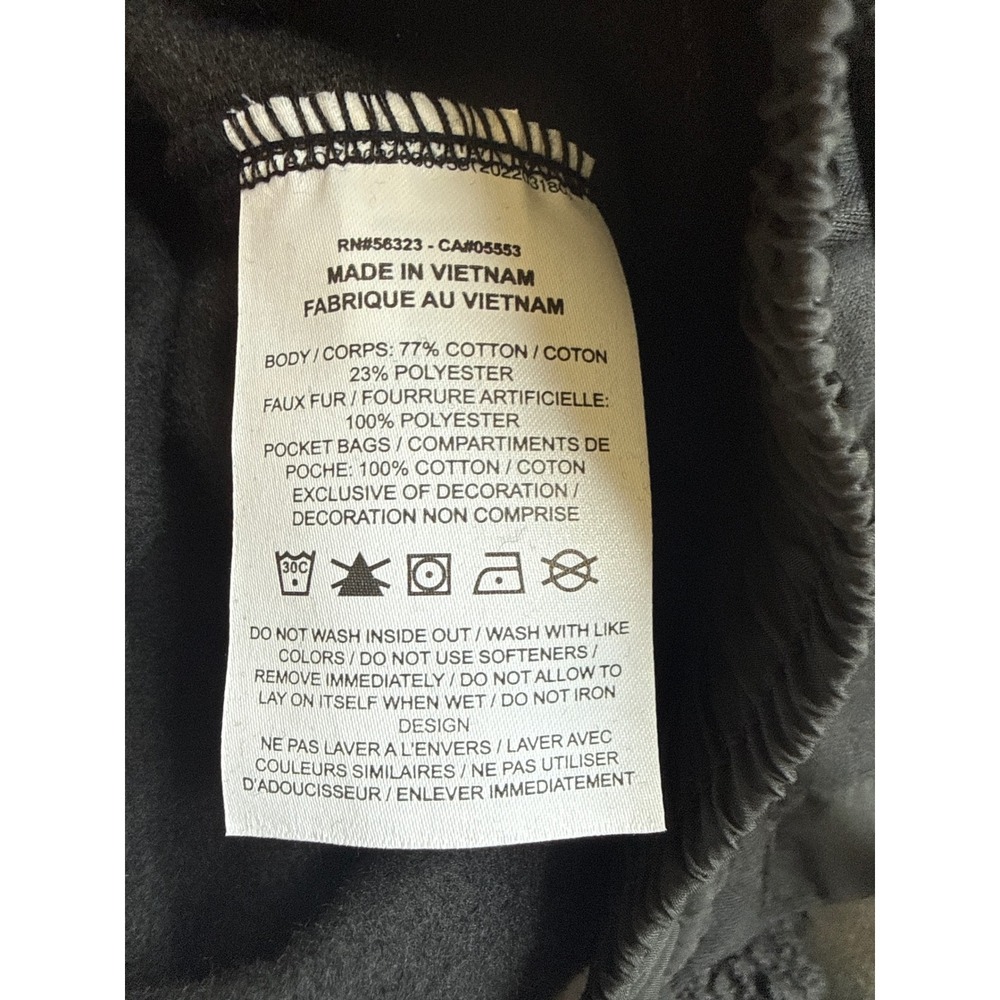 RN#56323 - CA#05553
MADE IN VIETNAM
FABRIQUE AU VIETNAM
BODY / CORPS: 77% COTTON / COTON
23% POLYESTER
FAUX FUR / FOURRURE ARTIFICIELLE:
100% POLYESTER
POCKET BAGS / COMPARTIMENTS DE
POCHE: 100% COTTON / COTON
EXCLUSIVE OF DECORATION /
DECORATION NON COMPRISE
30C
DO NOT WASH INSIDE OUT / WASH WITH LIKE
COLORS / DO NOT USE SOFTENERS /
REMOVE IMMEDIATELY / DO NOT ALLOW TO
LAY ON ITSELF WHEN WET / DO NOT IRON
DESIGN
NE PAS LAVER A L'ENVERS / LAVER AVEC
COULEURS SIMILAIRES / NE PAS UTILISER
D'ADOUCISSEUR / ENLEVER IMMEDIATEMENT